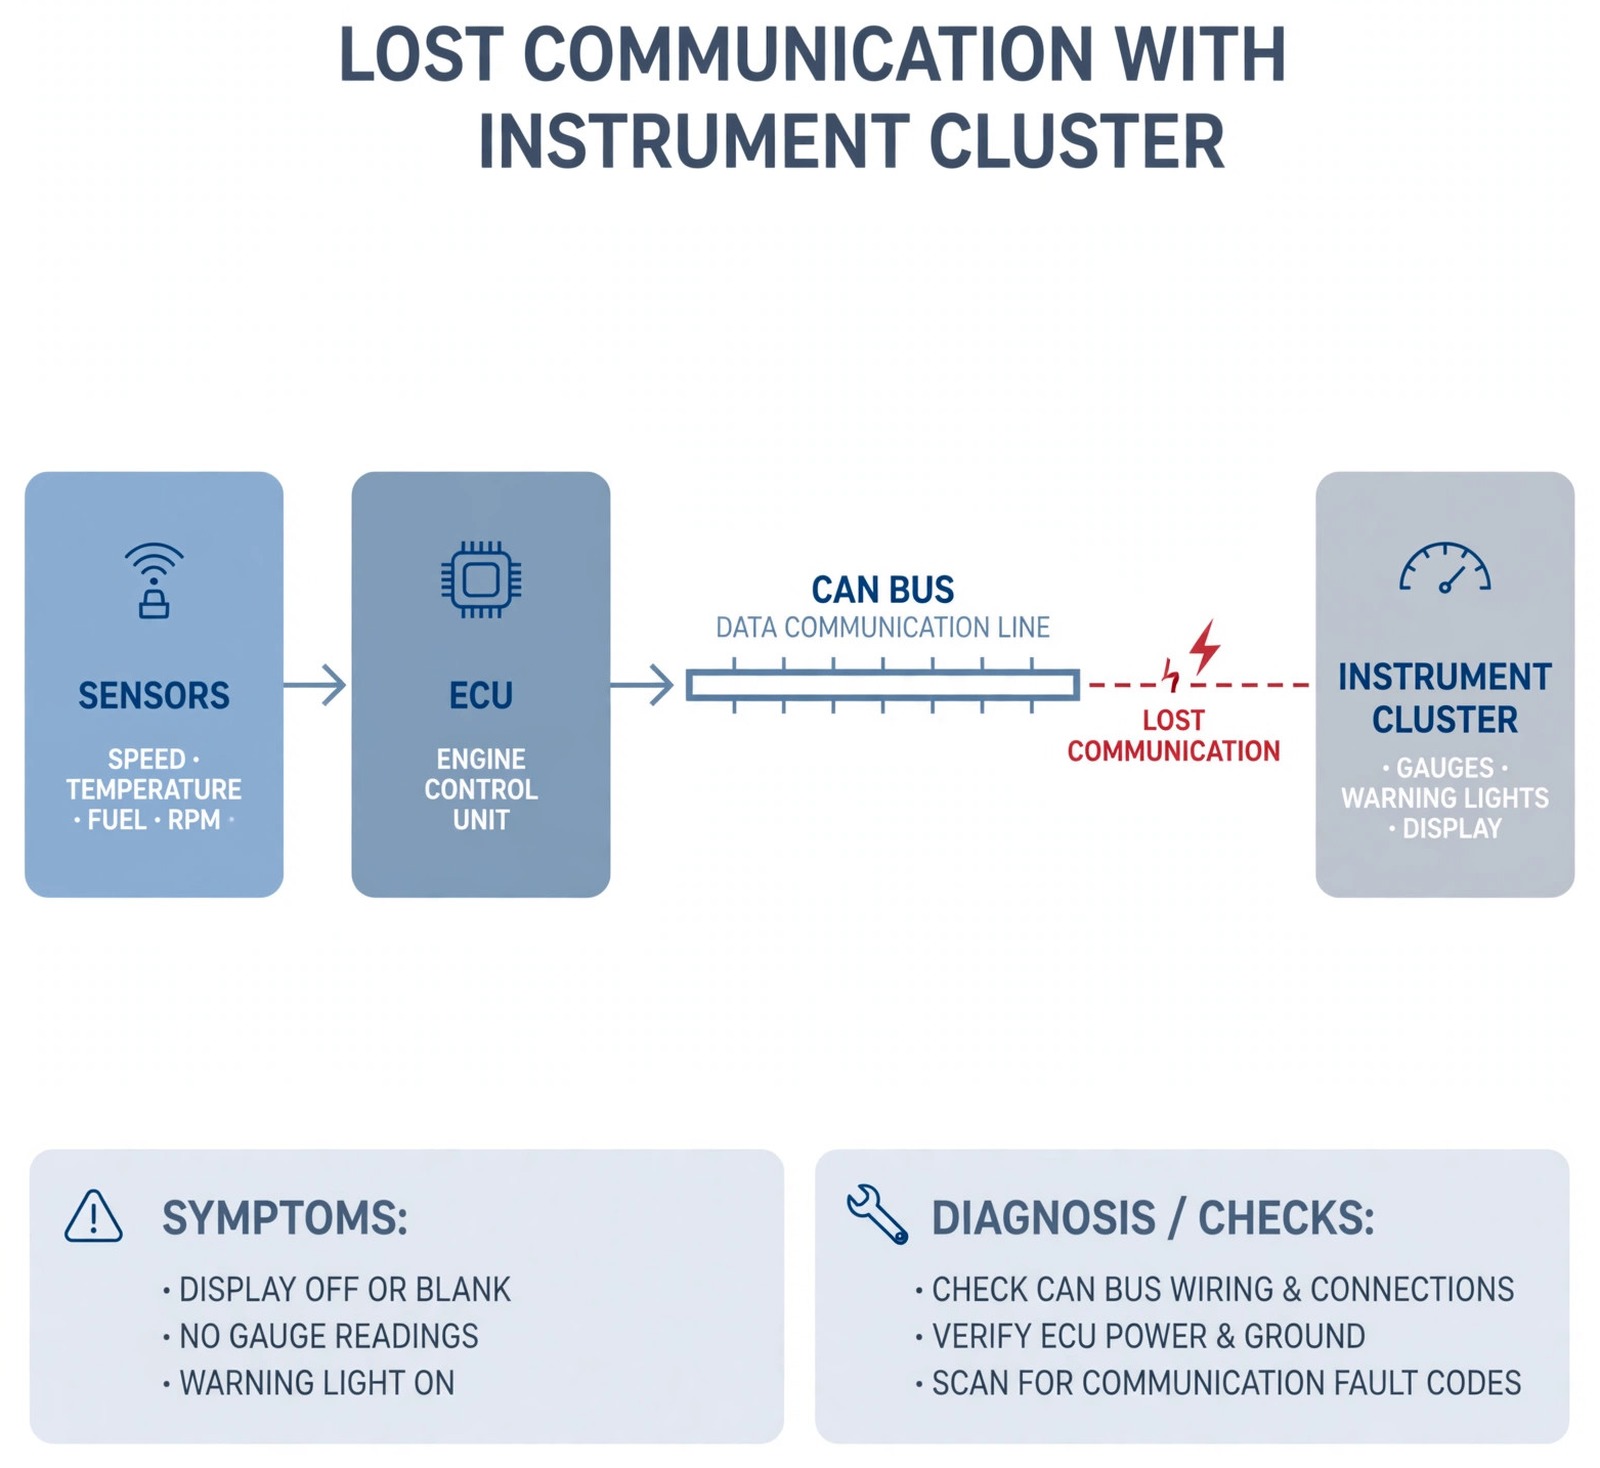 LOST COMMUNICATION WITH
INSTRUMENT CLUSTER
SENSORS
SPEED ·
TEMPERATURE
· FUEL · RPM ·
ECU
ENGINE
CONTROL
UNIT
CAN BUS
DATA COMMUNICATION LINE
LOST
COMMUNICATION
INSTRUMENT
CLUSTER
· GAUGES ·
WARNING LIGHTS
· DISPLAY
SYMPTOMS:
· DISPLAY OFF OR BLANK
· NO GAUGE READINGS
· WARNING LIGHT ON
DIAGNOSIS / CHECKS:
· CHECK CAN BUS WIRING & CONNECTIONS
· VERIFY ECU POWER & GROUND
· SCAN FOR COMMUNICATION FAULT CODES